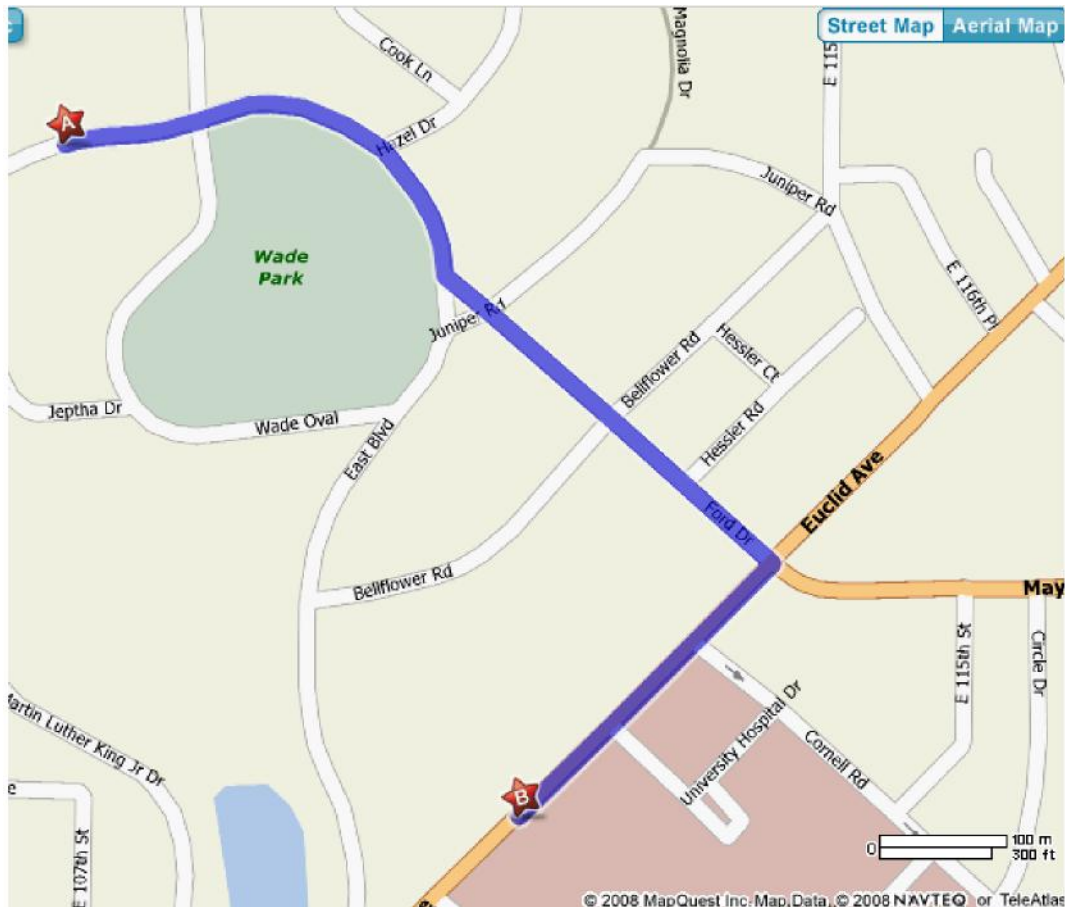 Street Map
Aerial Map
Cook Ln
Magnolia Dr
E 115
A
Hazel Dr
Juniper Rd
Wade
Park
E 116th Pl
Juniper Rd
Hessler Ct
Bellflower Rd
Jeptha Dr
Wade Oval
Hessler Rd
East Blvd
Euclid Ave
Ford Dr
Bellflower Rd
May
E 115th St
Circle Dr
University Hospital Dr
Martin Luther King Jr Dr
Cornell Rd
B
e
E 107th St
0
100 m
300 ft
© 2008 MapQuest Inc. Map Data, © 2008 NAVTEQ or TeleAtlas